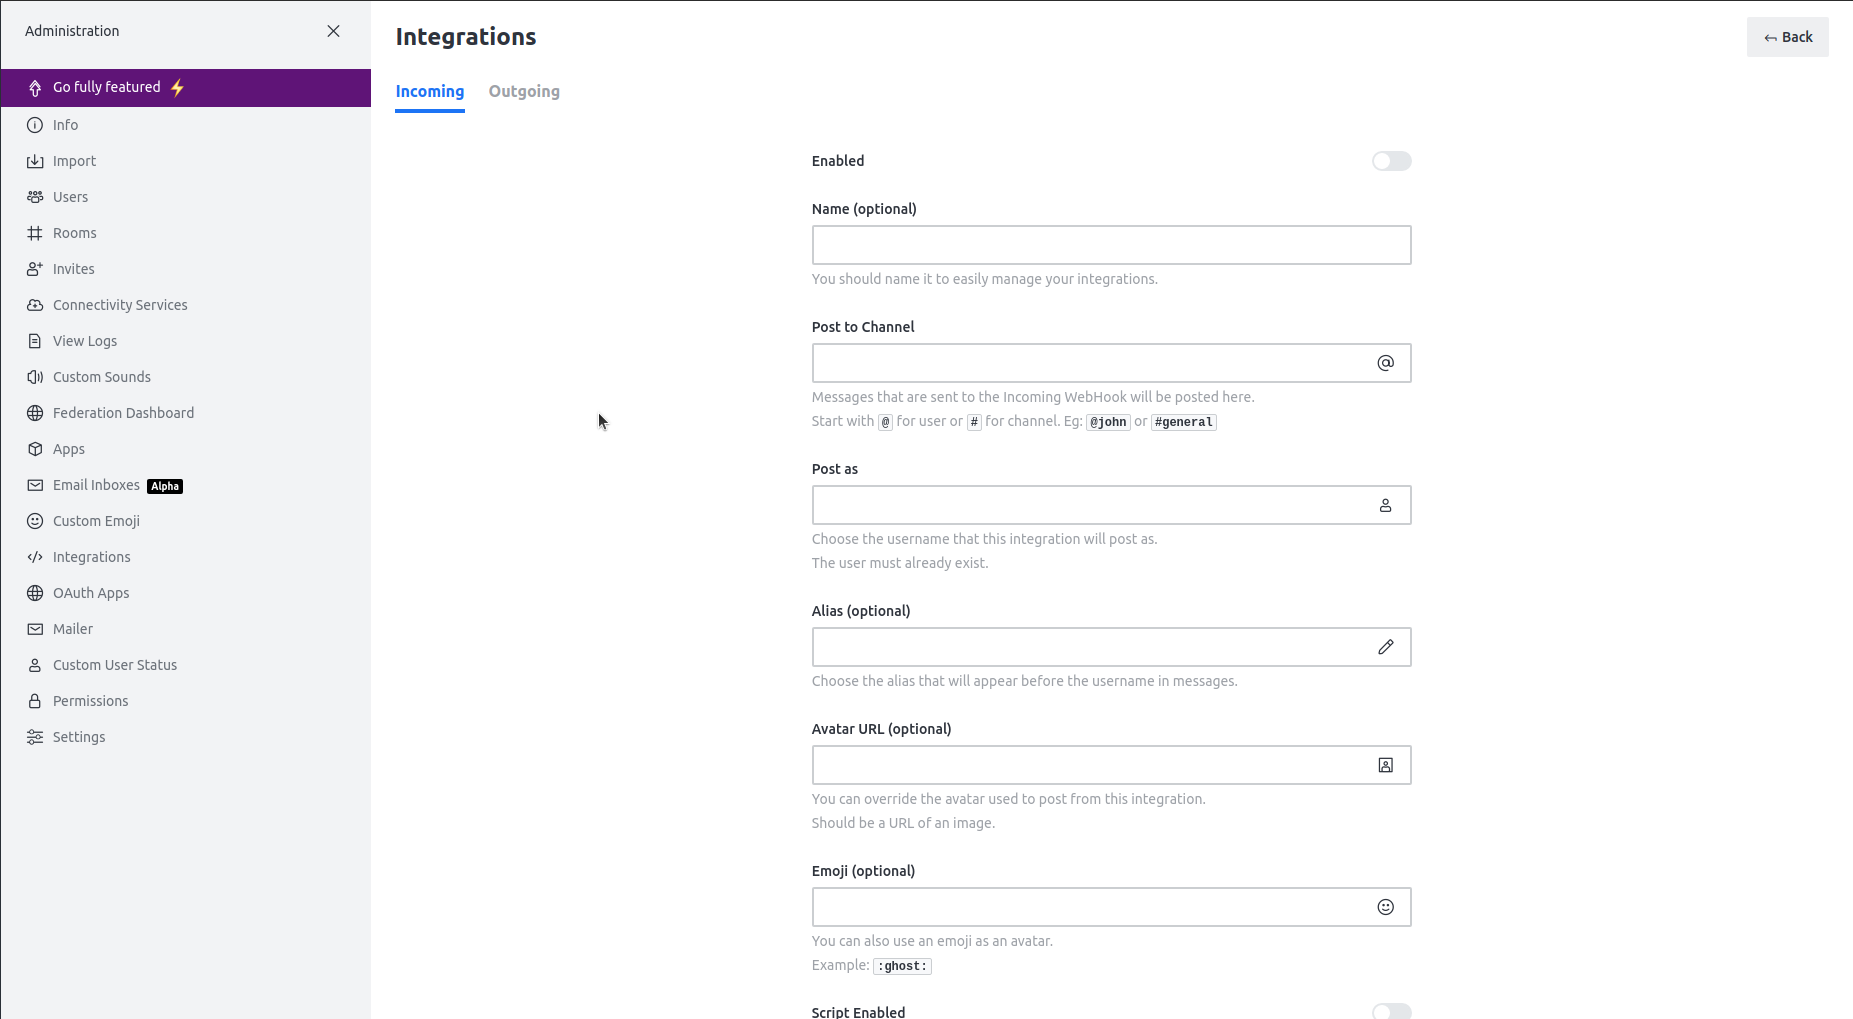 Administration
Go fully featured
Info
Import
Users
Rooms
Invites
Connectivity Services
View Logs
Custom Sounds
Federation Dashboard
Apps
Email Inboxes Alpha
Custom Emoji
Integrations
OAuth Apps
Mailer
Custom User Status
Permissions
Settings
Integrations
Back
Incoming Outgoing
Enabled
Name (optional)
You should name it to easily manage your integrations.
Post to Channel
Messages that are sent to the Incoming WebHook will be posted here.
Start with @ for user or # for channel. Eg: @john or #general
Post as
Choose the username that this integration will post as.
The user must already exist.
Alias (optional)
Choose the alias that will appear before the username in messages.
Avatar URL (optional)
You can override the avatar used to post from this integration.
Should be a URL of an image.
Emoji (optional)
You can also use an emoji as an avatar.
Example: :ghost:
Script Enabled